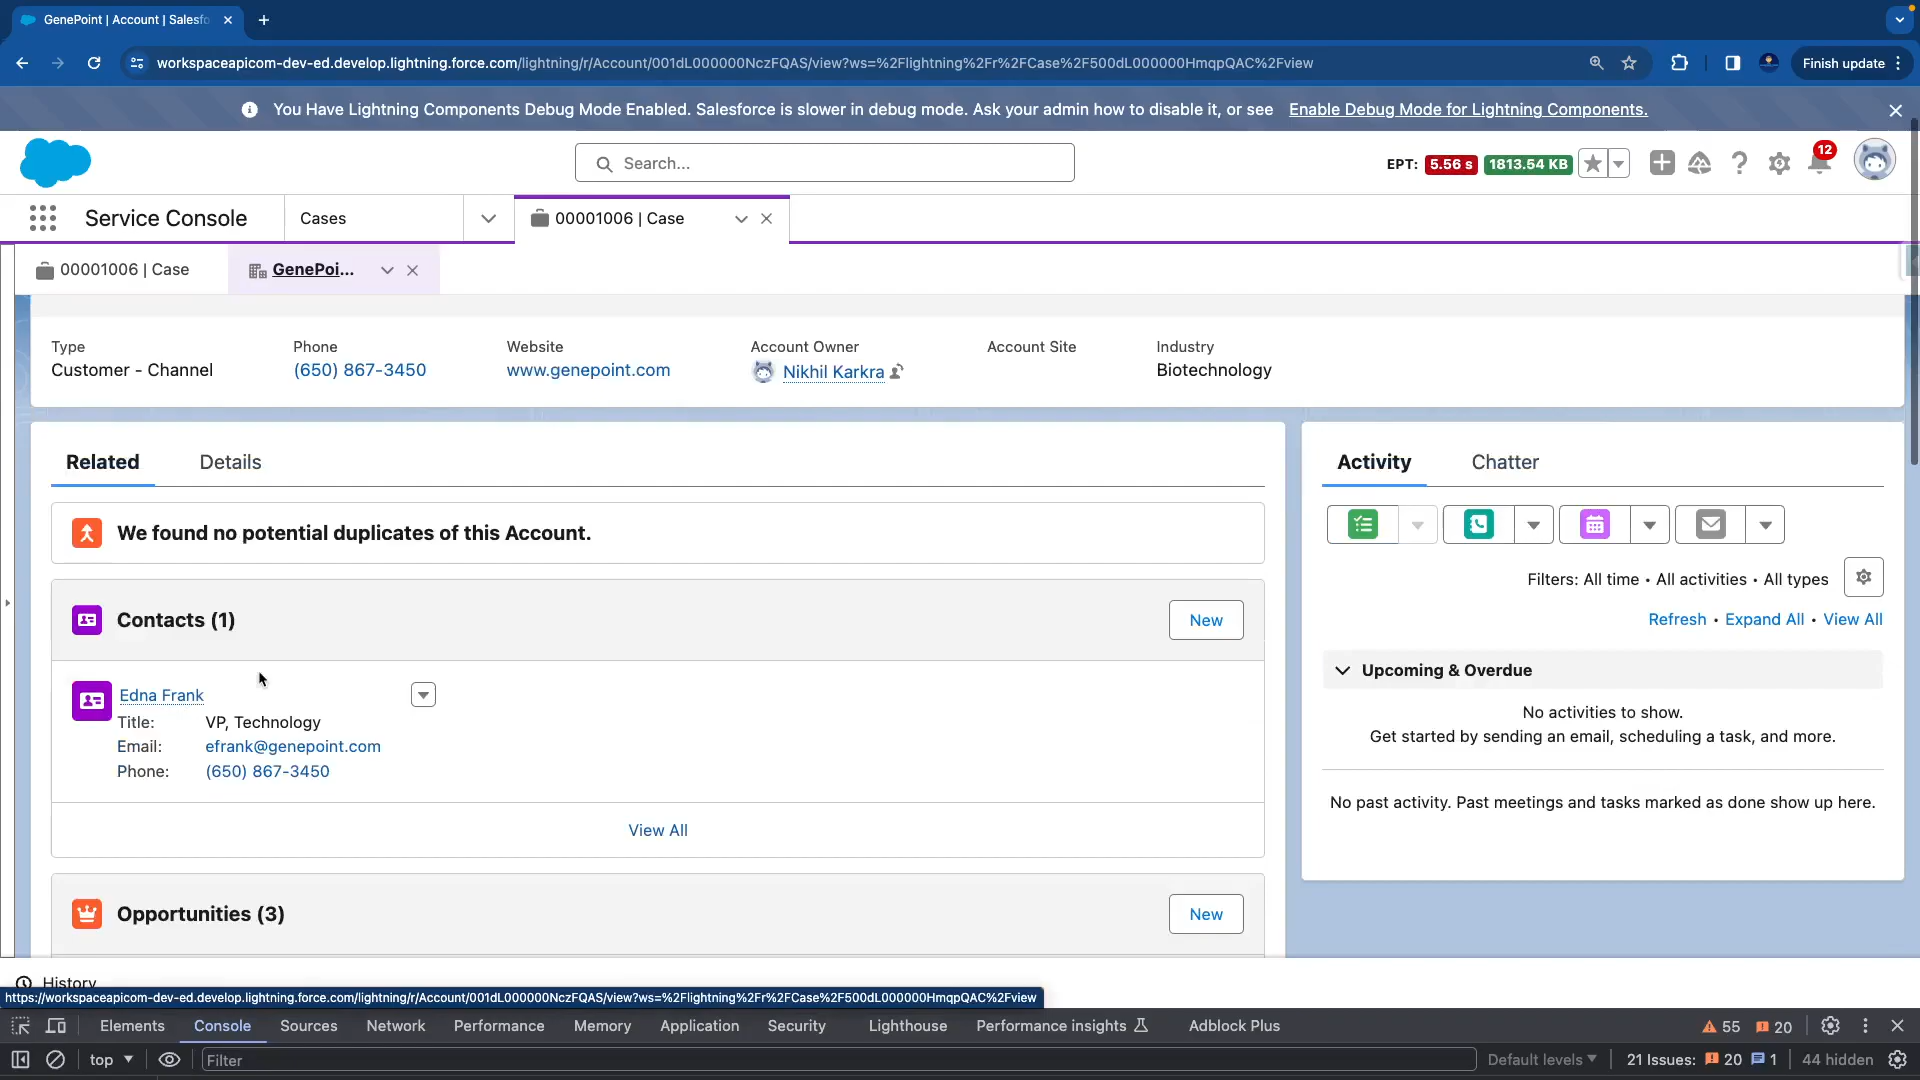 GenePoint | Account | Salesfo
workspaceapicom-dev-ed.develop.lightning.force.com/lightning/r/Account/001dL000000NczFQAS/view?ws=%2Flightning%2Fr%2FCase%2F500dL000000HmqpQAC%2Fview
Finish update
You Have Lightning Components Debug Mode Enabled. Salesforce is slower in debug mode. Ask your admin how to disable it, or see Enable Debug Mode for Lightning Components.
Search...
EPT: 5.56 s 1813.54 KB
12
Service Console
Cases
00001006 | Case
00001006 | Case
GenePoi...
Type
Customer - Channel
Phone
(650) 867-3450
Website
www.genepoint.com
Account Owner
Nikhil Karkra
Account Site
Industry
Biotechnology
Related
Details
We found no potential duplicates of this Account.
Contacts (1)
New
Edna Frank
Title: VP, Technology
Email: efrank@genepoint.com
Phone: (650) 867-3450
View All
Opportunities (3)
New
Activity
Chatter
Filters: All time • All activities • All types
Refresh • Expand All • View All
Upcoming & Overdue
No activities to show.
Get started by sending an email, scheduling a task, and more.
No past activity. Past meetings and tasks marked as done show up here.
History
https://workspaceapicom-dev-ed.develop.lightning.force.com/lightning/r/Account/001dL000000NczFQAS/view?ws=%2Flightning%2Fr%2FCase%2F500dL000000HmqpQAC%2Fview
Elements Console Sources Network Performance Memory Application Security Lighthouse Performance insights Adblock Plus 55 20
top Filter Default levels 21 Issues: 20 1 44 hidden